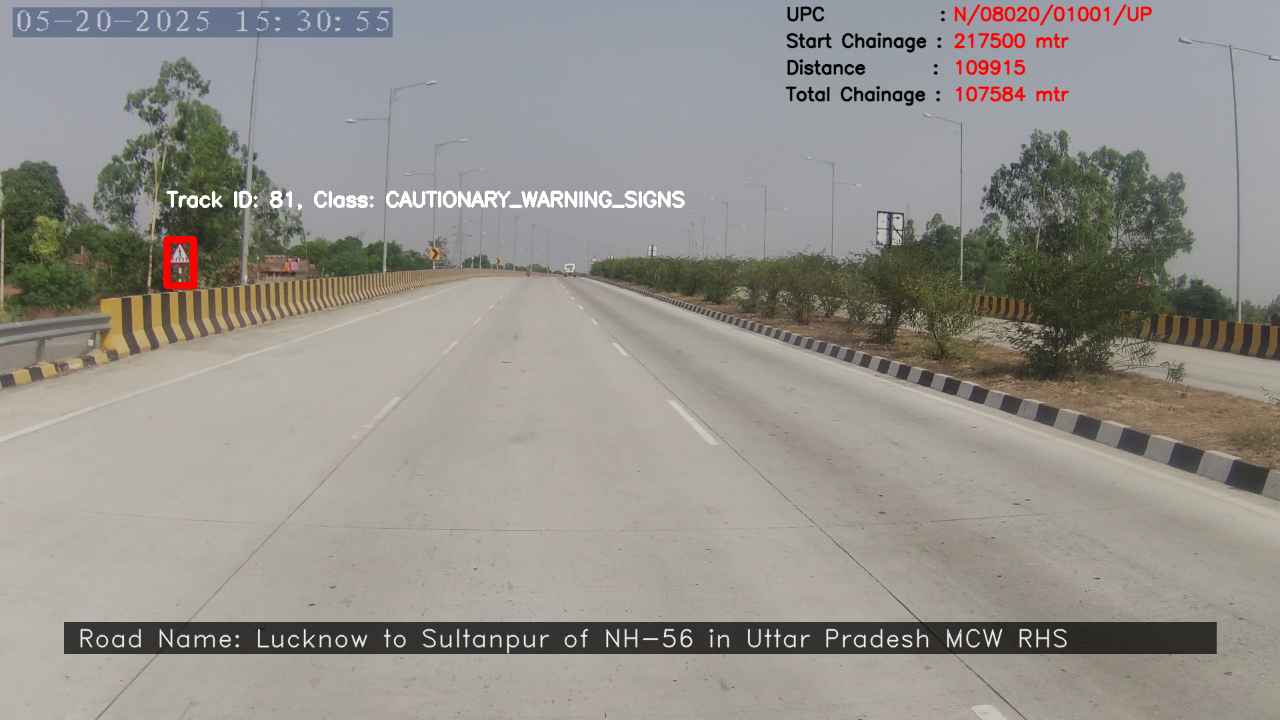 05-20-2025 15:30:55
UPC : N/08020/01001/UP
Start Chainage : 217500 mtr
Distance : 109915
Total Chainage : 107584 mtr
Track ID: 81, Class: CAUTIONARY_WARNING_SIGNS
Road Name: Lucknow to Sultanpur of NH-56 in Uttar Pradesh MCW RHS